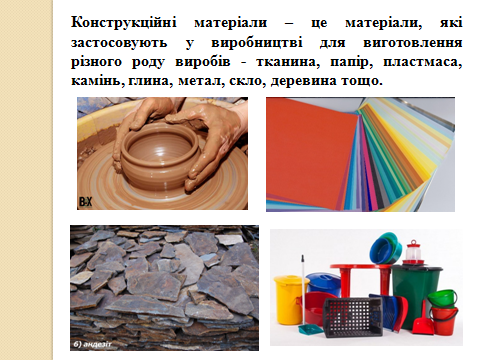 Конструкційні матеріали – це матеріали, які
застосовують у виробництві для виготовлення
різного роду виробів - тканина, папір, пластмаса,
камінь, глина, метал, скло, деревина тощо.
В-Х
б) андезіт